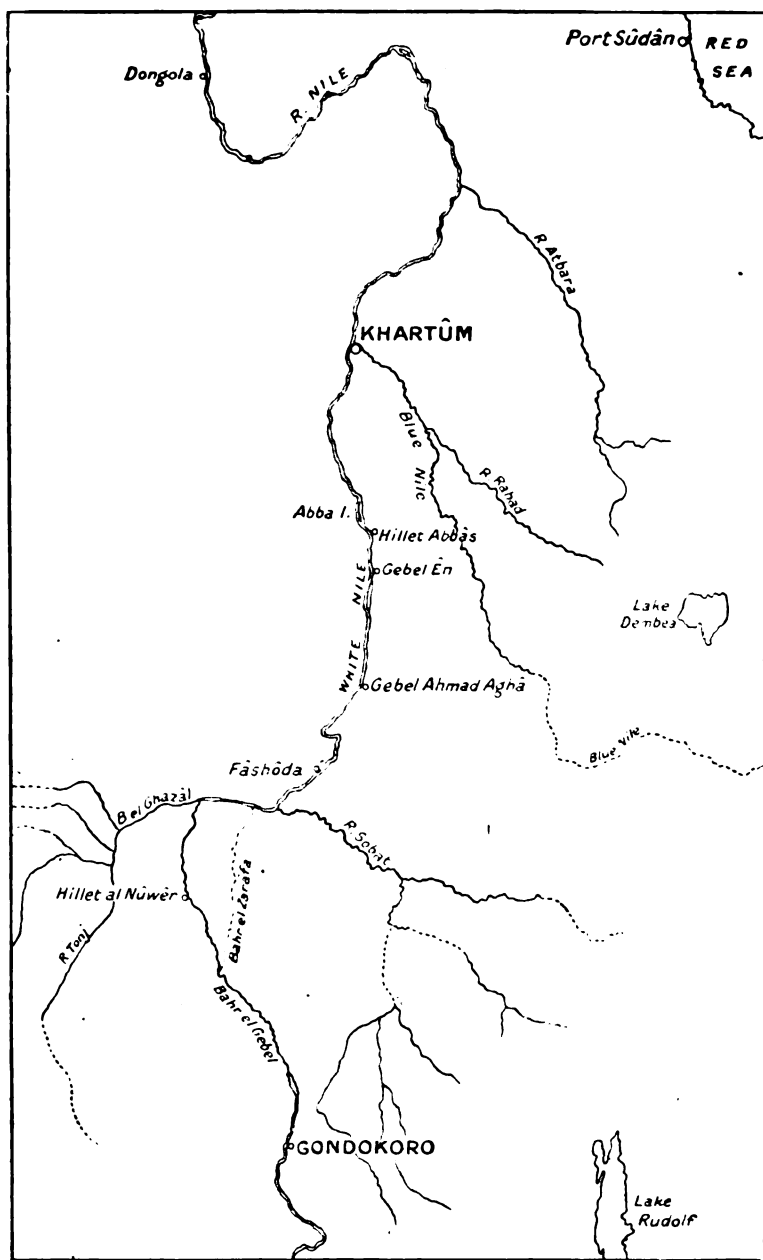 Port Sûdân
RED
SEA
Dongola
R. NILE
R. Atbara
KHARTÛM
Blue
Nile
R. Rahad
Abba I.
Hillet Abbâs
Gebel Ên
Lake
Dembea
WHITE NILE
Gebel Ahmad Aghâ
Blue Nile
Fâshôda
B el Ghazâl
R. Sobat
Hillet al Nûwêr
Bahr el Zarafa
R Tonj
Bahr el Gebel
GONDOKORO
Lake
Rudolf